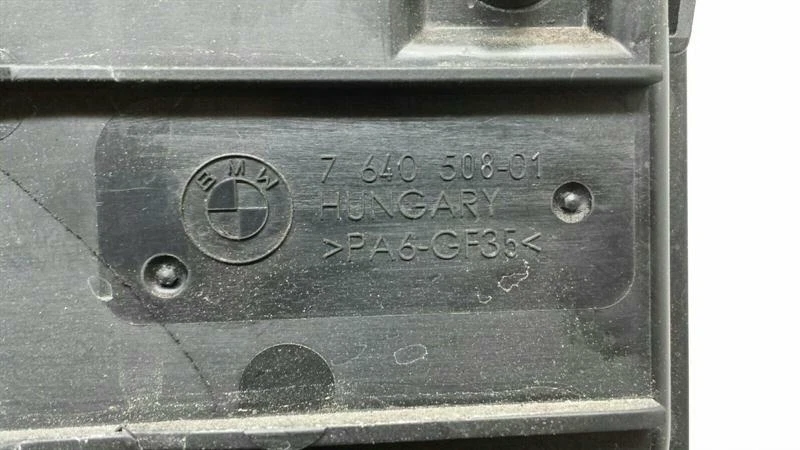 BMW
7 640 508-01
HUNGARY
>PA6-GF35<